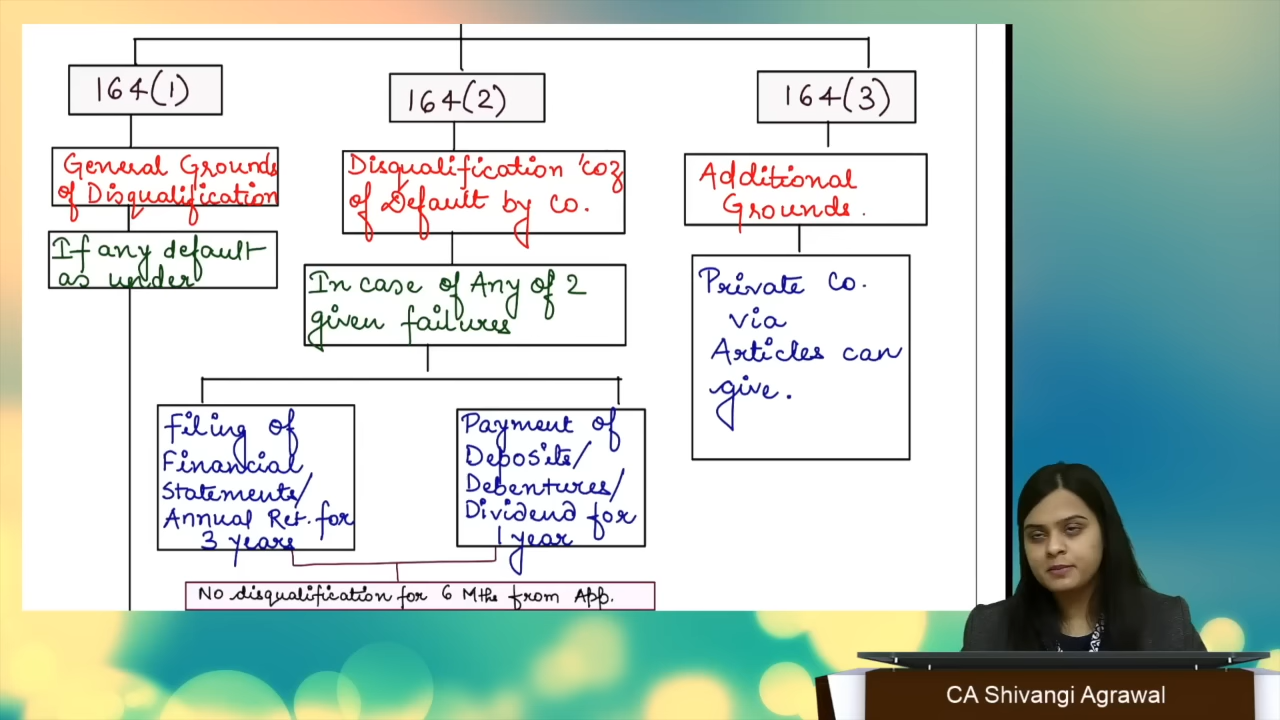 164(1)
General Grounds
of Disqualification
If any default
as under
164(2)
Disqualification 'coz
of Default by co.
In case of Any of 2
given failures
Filing of
Financial
Statements/
Annual Ret. for
3 years
Payment of
Deposits/
Debentures/
Dividend for
1 year
No disqualification for 6 Mths from App.
164(3)
Additional
Grounds.
Private Co.
via
Articles can
give.
CA Shivangi Agrawal